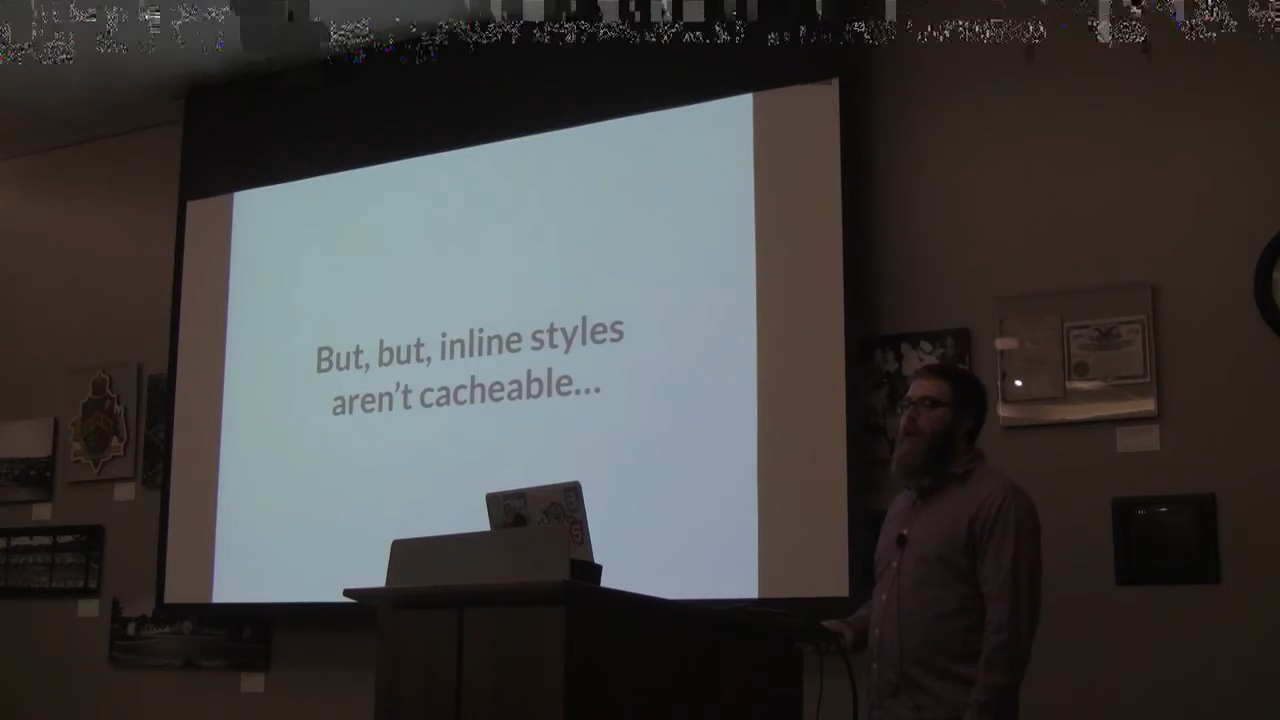 But, but, inline styles
aren’t cacheable...